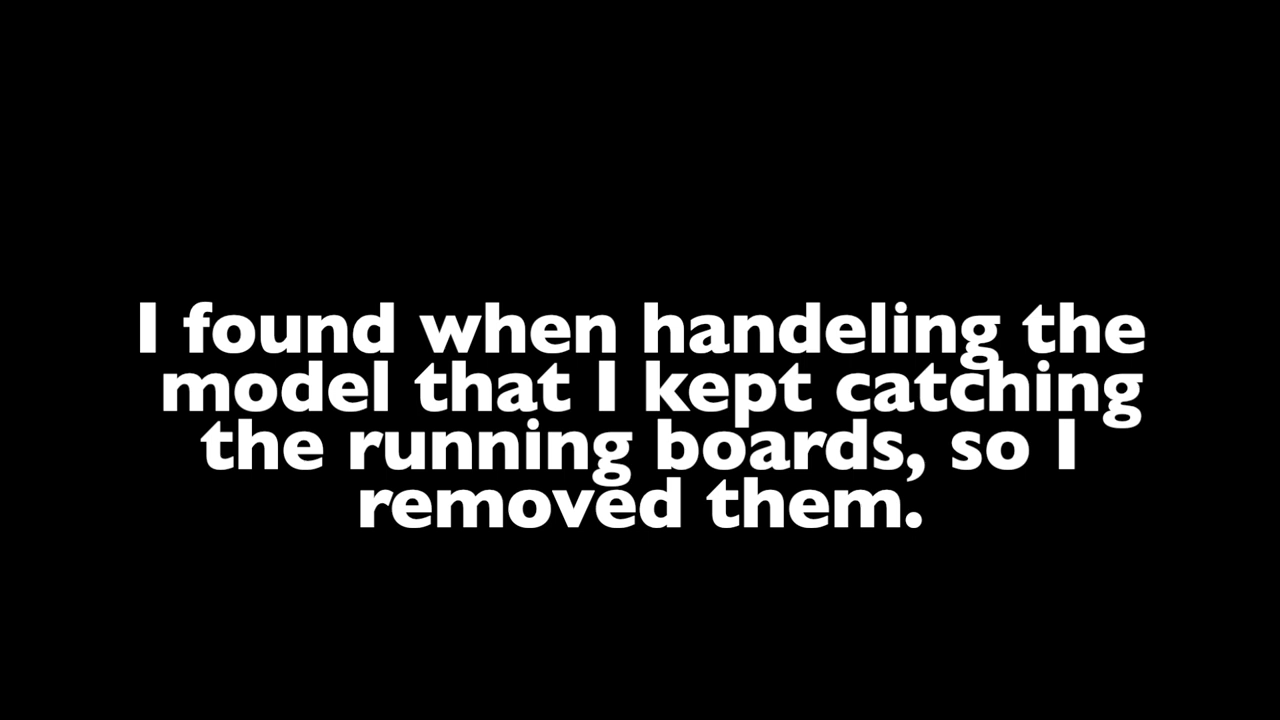 I found when handeling the
model that I kept catching
the running boards, so I
removed them.